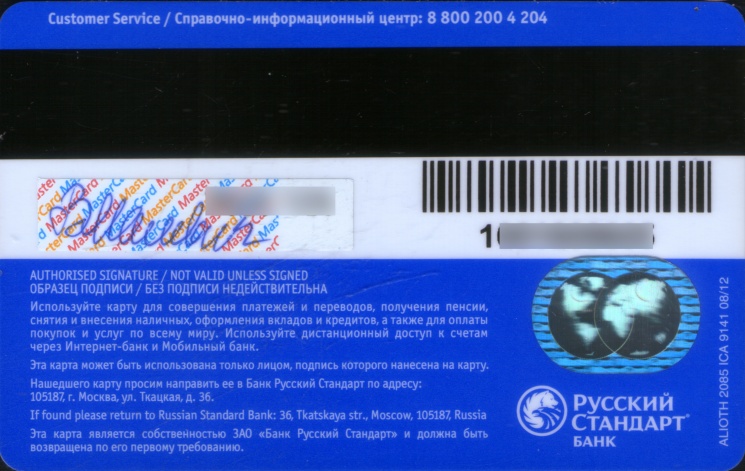 Customer Service / Справочно-информационный центр: 8 800 200 4 204
AUTHORISED SIGNATURE / NOT VALID UNLESS SIGNED
ОБРАЗЕЦ ПОДПИСИ / БЕЗ ПОДПИСИ НЕДЕЙСТВИТЕЛЬНА
Используйте карту для совершения платежей и переводов, получения пенсии,
снятия и внесения наличных, оформления вкладов и кредитов, а также для оплаты
покупок и услуг по всему миру. Используйте дистанционный доступ к счетам
через Интернет-банк и Мобильный банк.
Эта карта может быть использована только лицом, подпись которого нанесена на карту.
Нашедшего карту просим направить ее в Банк Русский Стандарт по адресу:
105187, г. Москва, ул. Ткацкая, д. 36.
If found please return to Russian Standard Bank: 36, Tkatskaya str., Moscow, 105187, Russia
Эта карта является собственностью ЗАО «Банк Русский Стандарт» и должна быть
возвращена по его первому требованию.
РУССКИЙ
СТАНДАРТ
БАНК
ALIOTH 2085 ICA 9141 08/12